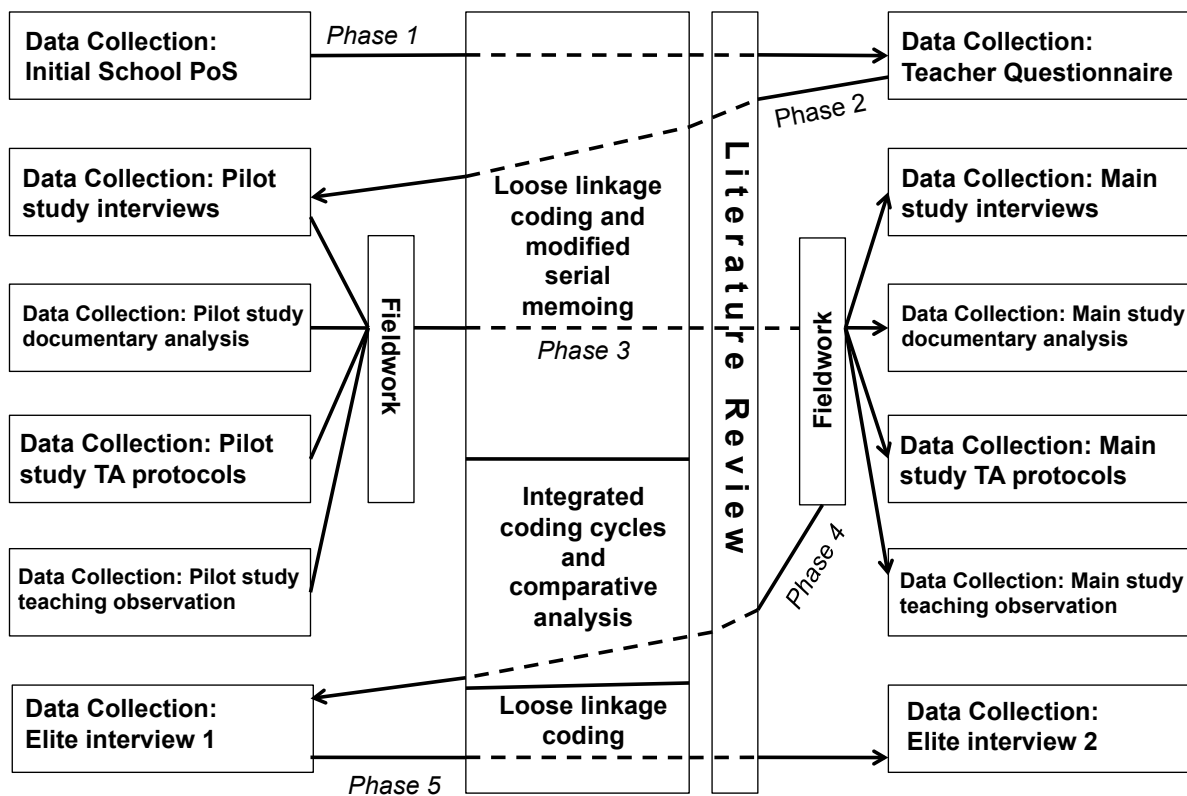 Data Collection:
Initial School PoS
Phase 1
Data Collection:
Teacher Questionnaire
Phase 2
Data Collection: Pilot
study interviews
Loose linkage
coding and
modified
serial
memoing
Literature Review
Data Collection: Main
study interviews
Data Collection: Pilot study
documentary analysis
Fieldwork
Phase 3
Fieldwork
Data Collection: Main study
documentary analysis
Data Collection: Pilot
study TA protocols
Data Collection: Main
study TA protocols
Integrated
coding cycles
and
comparative
analysis
Phase 4
Data Collection: Pilot study
teaching observation
Data Collection: Main study
teaching observation
Data Collection:
Elite interview 1
Loose linkage
coding
Data Collection:
Elite interview 2
Phase 5